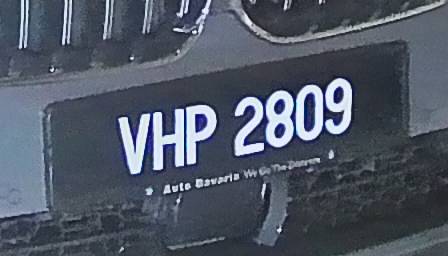 VHP 2809
Auto Bavaria We Go The Distance